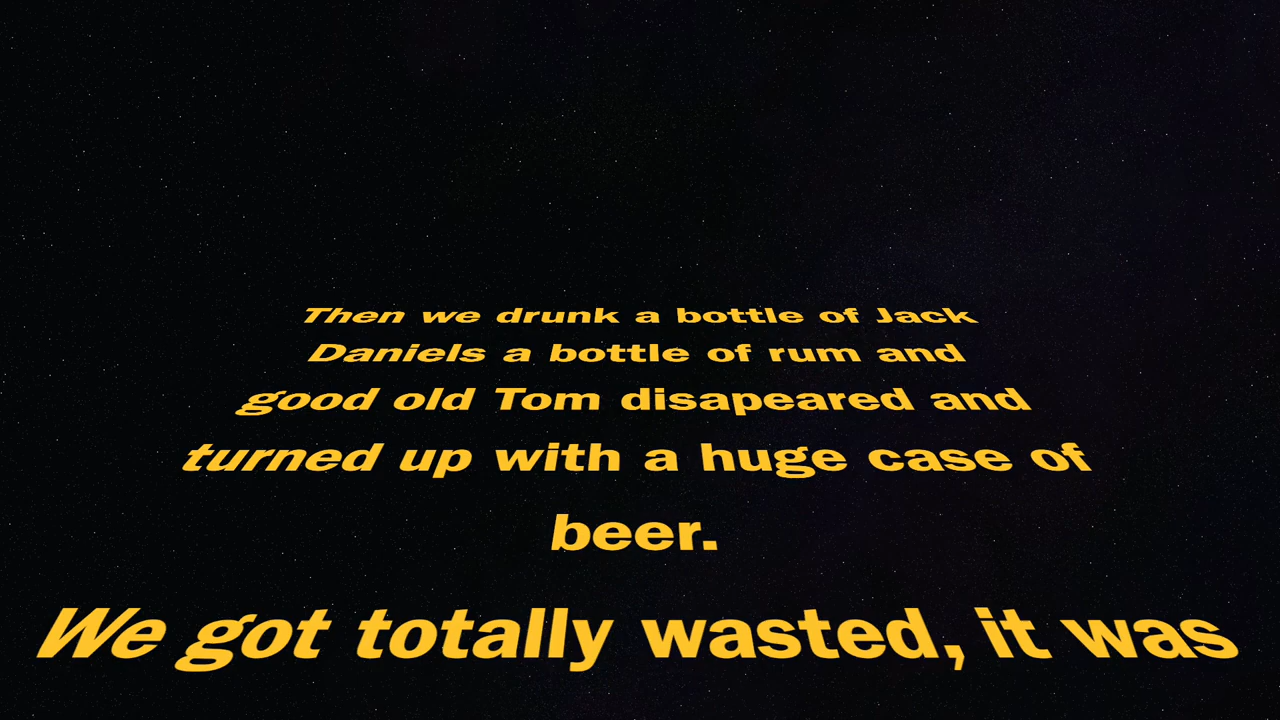 Then we drunk a bottle of Jack
Daniels a bottle of rum and
good old Tom disapeared and
turned up with a huge case of
beer.
We got totally wasted, it was